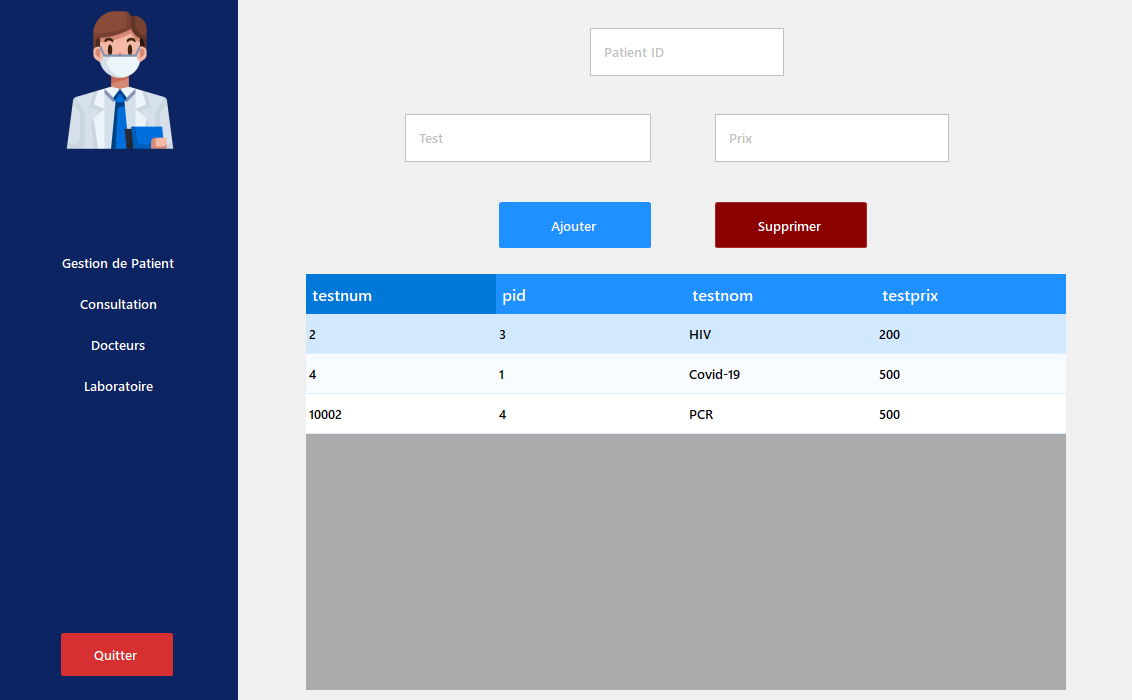 Gestion de Patient
Consultation
Docteurs
Laboratoire
Quitter
Patient ID
Test Prix
Ajouter Supprimer
testnum pid testnom testprix
2 3 HIV 200
4 1 Covid-19 500
10002 4 PCR 500